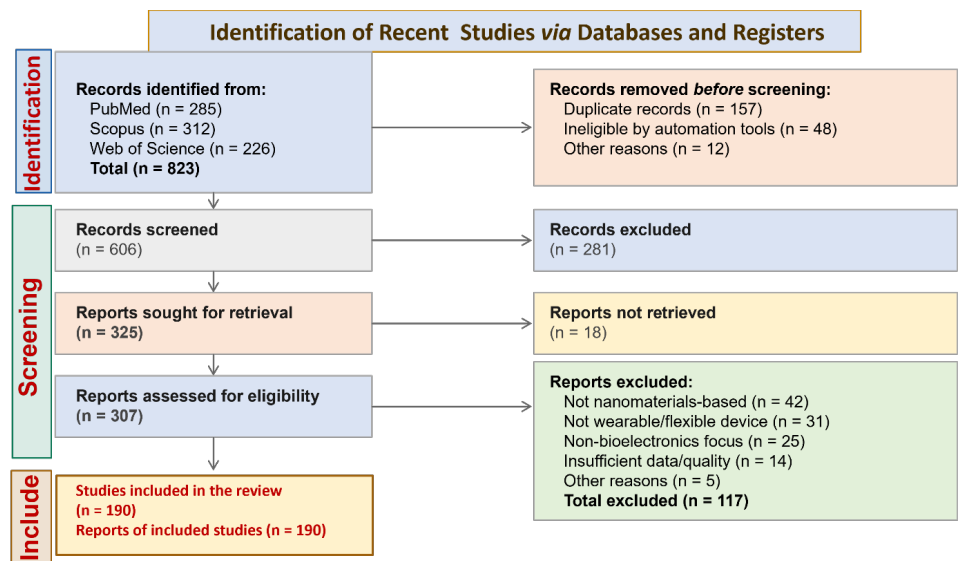 Identification of Recent Studies via Databases and Registers
Identification
Records identified from:
PubMed (n = 285)
Scopus (n = 312)
Web of Science (n = 226)
Total (n = 823)
Records removed before screening:
Duplicate records (n = 157)
Ineligible by automation tools (n = 48)
Other reasons (n = 12)
Screening
Records screened
(n = 606)
Records excluded
(n = 281)
Reports sought for retrieval
(n = 325)
Reports not retrieved
(n = 18)
Reports assessed for eligibility
(n = 307)
Reports excluded:
Not nanomaterials-based (n = 42)
Not wearable/flexible device (n = 31)
Non-bioelectronics focus (n = 25)
Insufficient data/quality (n = 14)
Other reasons (n = 5)
Total excluded (n = 117)
Include
Studies included in the review
(n = 190)
Reports of included studies (n = 190)